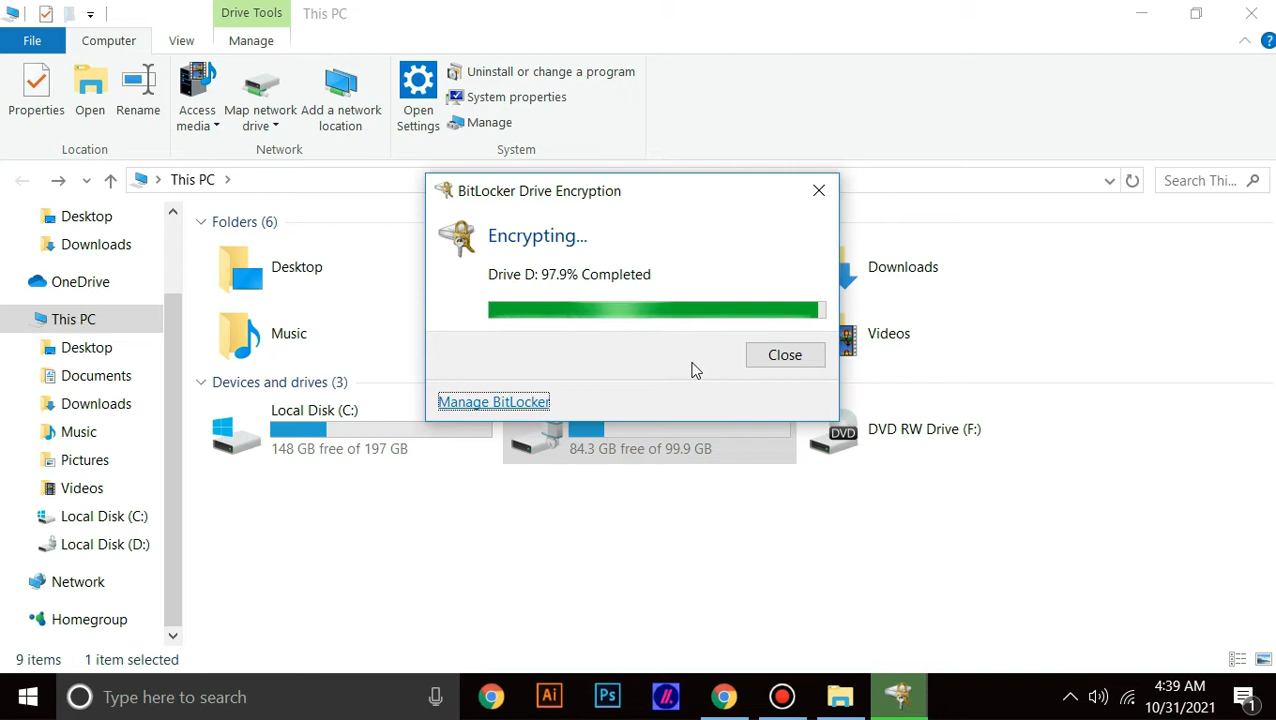 Drive Tools
This PC
File
Computer
View
Manage
Properties
Open
Rename
Access media
Map network drive
Add a network location
Open Settings
Uninstall or change a program
System properties
Manage
Location
Network
System
This PC
Search Thi...
Desktop
Downloads
OneDrive
This PC
Desktop
Documents
Downloads
Music
Pictures
Videos
Local Disk (C:)
Local Disk (D:)
Network
Homegroup
Folders (6)
Desktop
Downloads
Music
Videos
Devices and drives (3)
Local Disk (C:)
148 GB free of 197 GB
84.3 GB free of 99.9 GB
DVD
DVD RW Drive (F:)
BitLocker Drive Encryption
Encrypting...
Drive D: 97.9% Completed
Close
Manage BitLocker
9 items
1 item selected
Type here to search
Ai
Ps
4:39 AM
10/31/2021
1